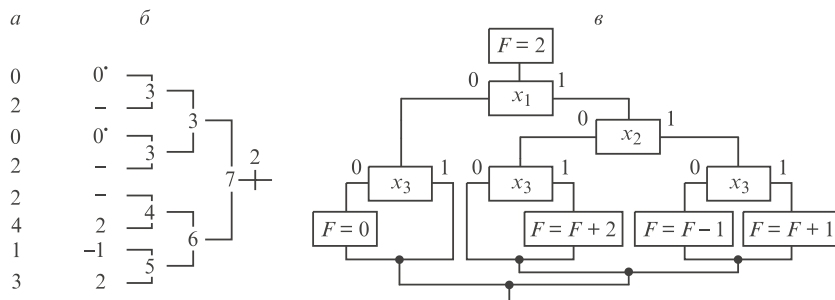 а б в
F = 2
0 1
x₁
0 0•
3
2 –
3
0 1
x₂
0 0•
3
2 –
7 2
0 1
x₃
0 1
x₃
0 1
x₃
2 –
4
4 2
6
1 –1
5
3 2
F = 0
F = F + 2
F = F – 1
F = F + 1